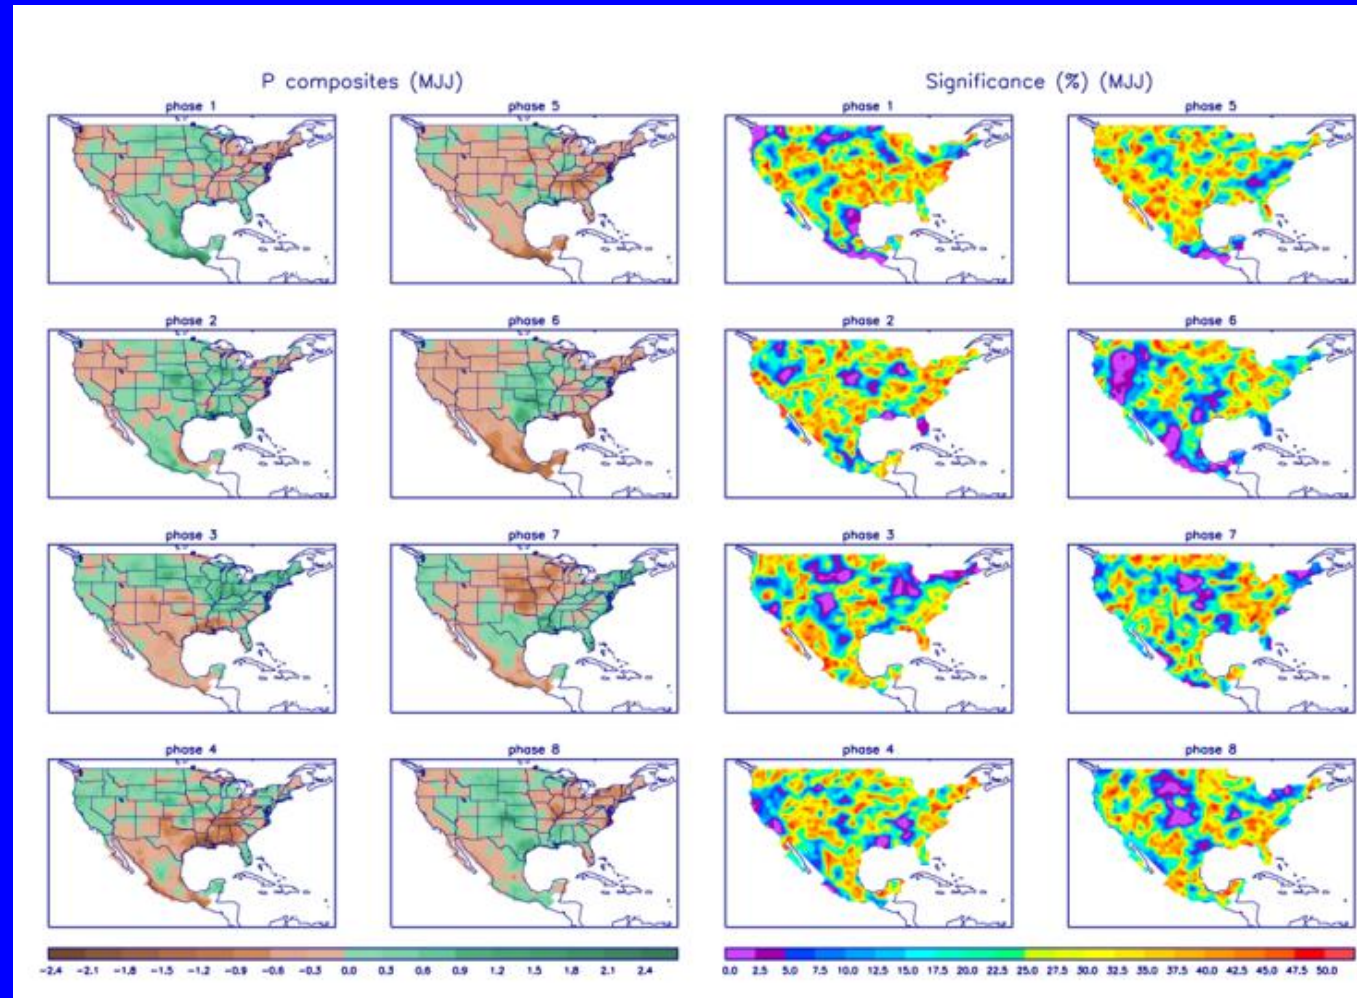 P composites (MJJ)
Significance (%) (MJJ)
phase 1
phase 5
phase 1
phase 5
phase 2
phase 6
phase 2
phase 6
phase 3
phase 7
phase 3
phase 7
phase 4
phase 8
phase 4
phase 8
-2.4 -2.1 -1.8 -1.5 -1.2 -0.9 -0.6 -0.3 0.0 0.3 0.6 0.9 1.2 1.5 1.8 2.1 2.4
0.0 2.5 5.0 7.5 10.0 12.5 15.0 17.5 20.0 22.5 25.0 27.5 30.0 32.5 35.0 37.5 40.0 42.5 45.0 47.5 50.0